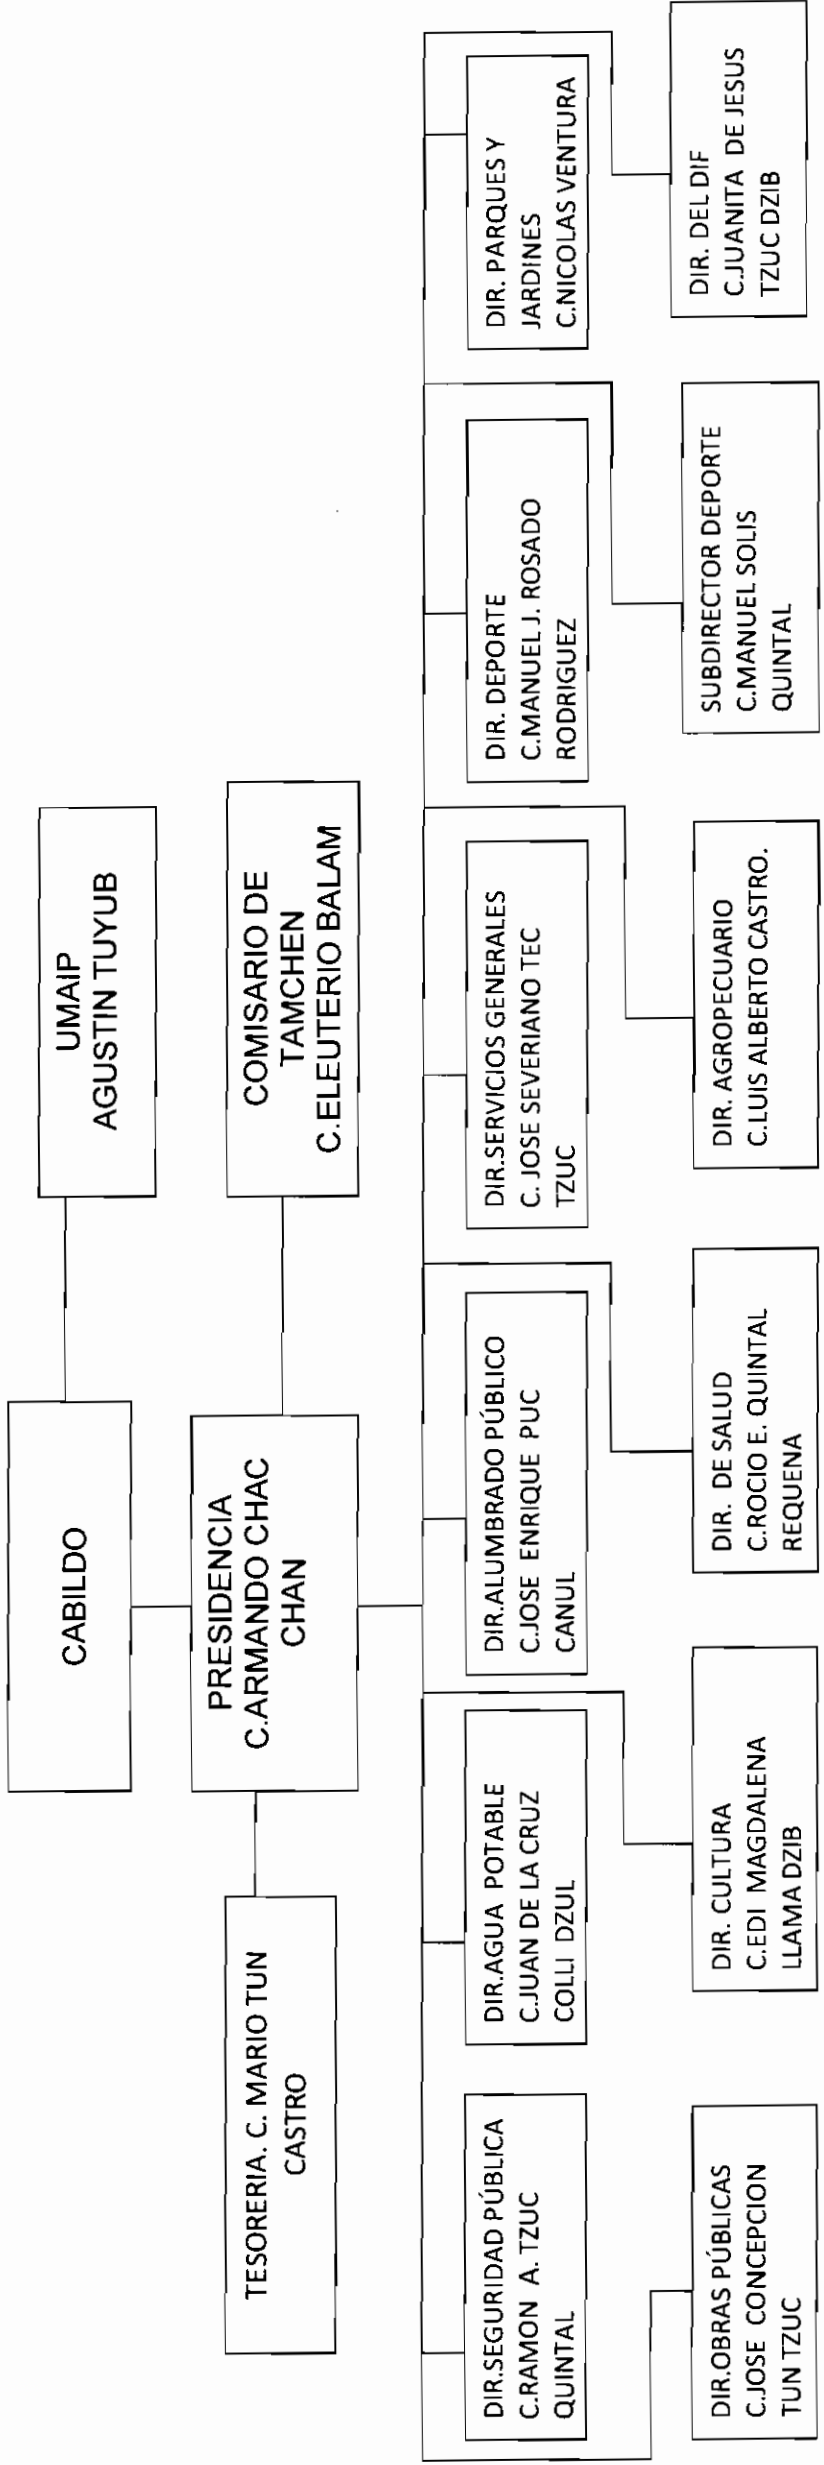 CABILDO
UMAIP
AGUSTIN TUYUB
PRESIDENCIA
C.ARMANDO CHAC
CHAN
TESORERIA. C. MARIO TUN
CASTRO
COMISARIO DE
TAMCHEN
C.ELEUTERIO BALAM
DIR.SEGURIDAD PÚBLICA
C.RAMON A. TZUC
QUINTAL
DIR.AGUA POTABLE
C.JUAN DE LA CRUZ
COLLI DZUL
DIR.ALUMBRADO PÚBLICO
C.JOSE ENRIQUE PUC
CANUL
DIR.SERVICIOS GENERALES
C. JOSE SEVERIANO TEC
TZUC
DIR. DEPORTE
C.MANUEL J. ROSADO
RODRIGUEZ
DIR. PARQUES Y
JARDINES
C.NICOLAS VENTURA
DIR.OBRAS PÚBLICAS
C.JOSE CONCEPCION
TUN TZUC
DIR. CULTURA
C.EDI MAGDALENA
LLAMA DZIB
DIR. DE SALUD
C.ROCIO E. QUINTAL
REQUENA
DIR. AGROPECUARIO
C.LUIS ALBERTO CASTRO.
SUBDIRECTOR DEPORTE
C.MANUEL SOLIS
QUINTAL
DIR. DEL DIF
C.JUANITA DE JESUS
TZUC DZIB